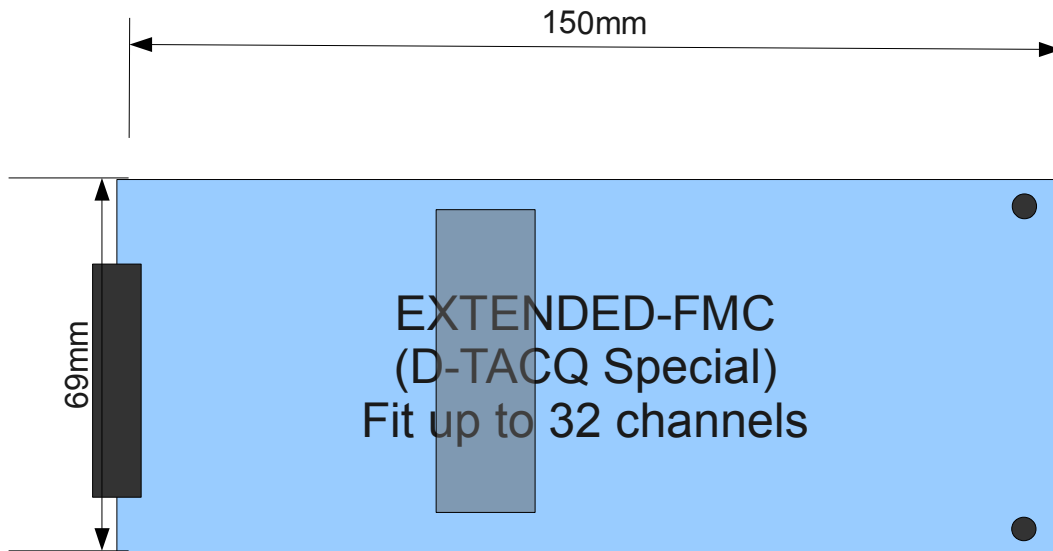 150mm
69mm
EXTENDED-FMC
(D-TACQ Special)
Fit up to 32 channels